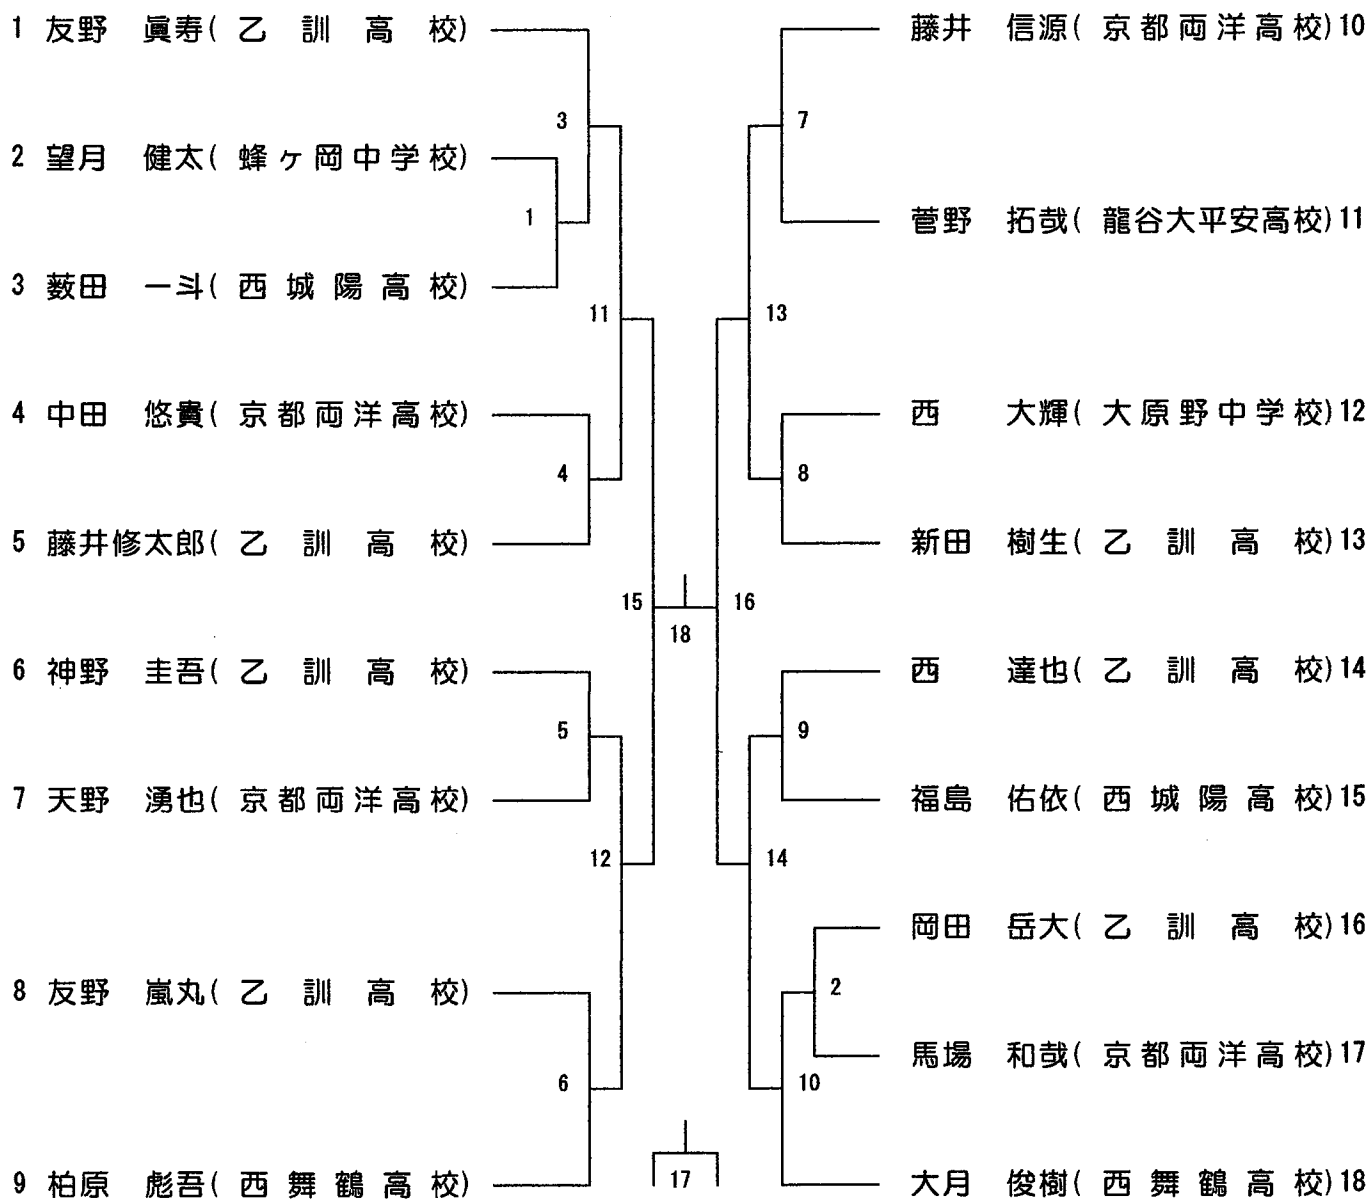 1 友野 眞寿( 乙訓高校)
2 望月 健太( 蜂ヶ岡中学校)
3 薮田 一斗( 西城陽高校)
4 中田 悠貴( 京都両洋高校)
5 藤井修太郎( 乙訓高校)
6 神野 圭吾( 乙訓高校)
7 天野 湧也( 京都両洋高校)
8 友野 嵐丸( 乙訓高校)
9 柏原 彪吾( 西舞鶴高校)
3
1
11
4
15
5
12
6
18
17
藤井 信源( 京都両洋高校) 10
菅野 拓哉( 龍谷大平安高校) 11
西 大輝( 大原野中学校) 12
新田 樹生( 乙訓高校) 13
西 達也( 乙訓高校) 14
福島 佑依( 西城陽高校) 15
岡田 岳大( 乙訓高校) 16
馬場 和哉( 京都両洋高校) 17
大月 俊樹( 西舞鶴高校) 18
7
13
8
16
9
14
2
10